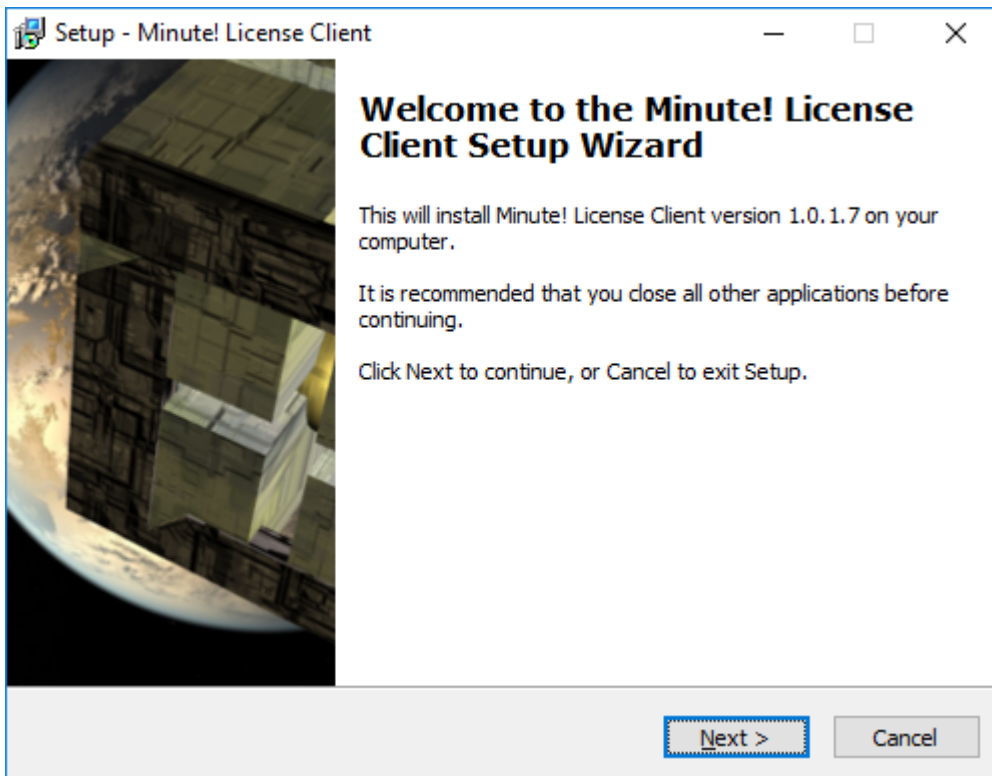 Setup - Minute! License Client
Welcome to the Minute! License
Client Setup Wizard
This will install Minute! License Client version 1.0.1.7 on your
computer.
It is recommended that you close all other applications before
continuing.
Click Next to continue, or Cancel to exit Setup.
Next >
Cancel